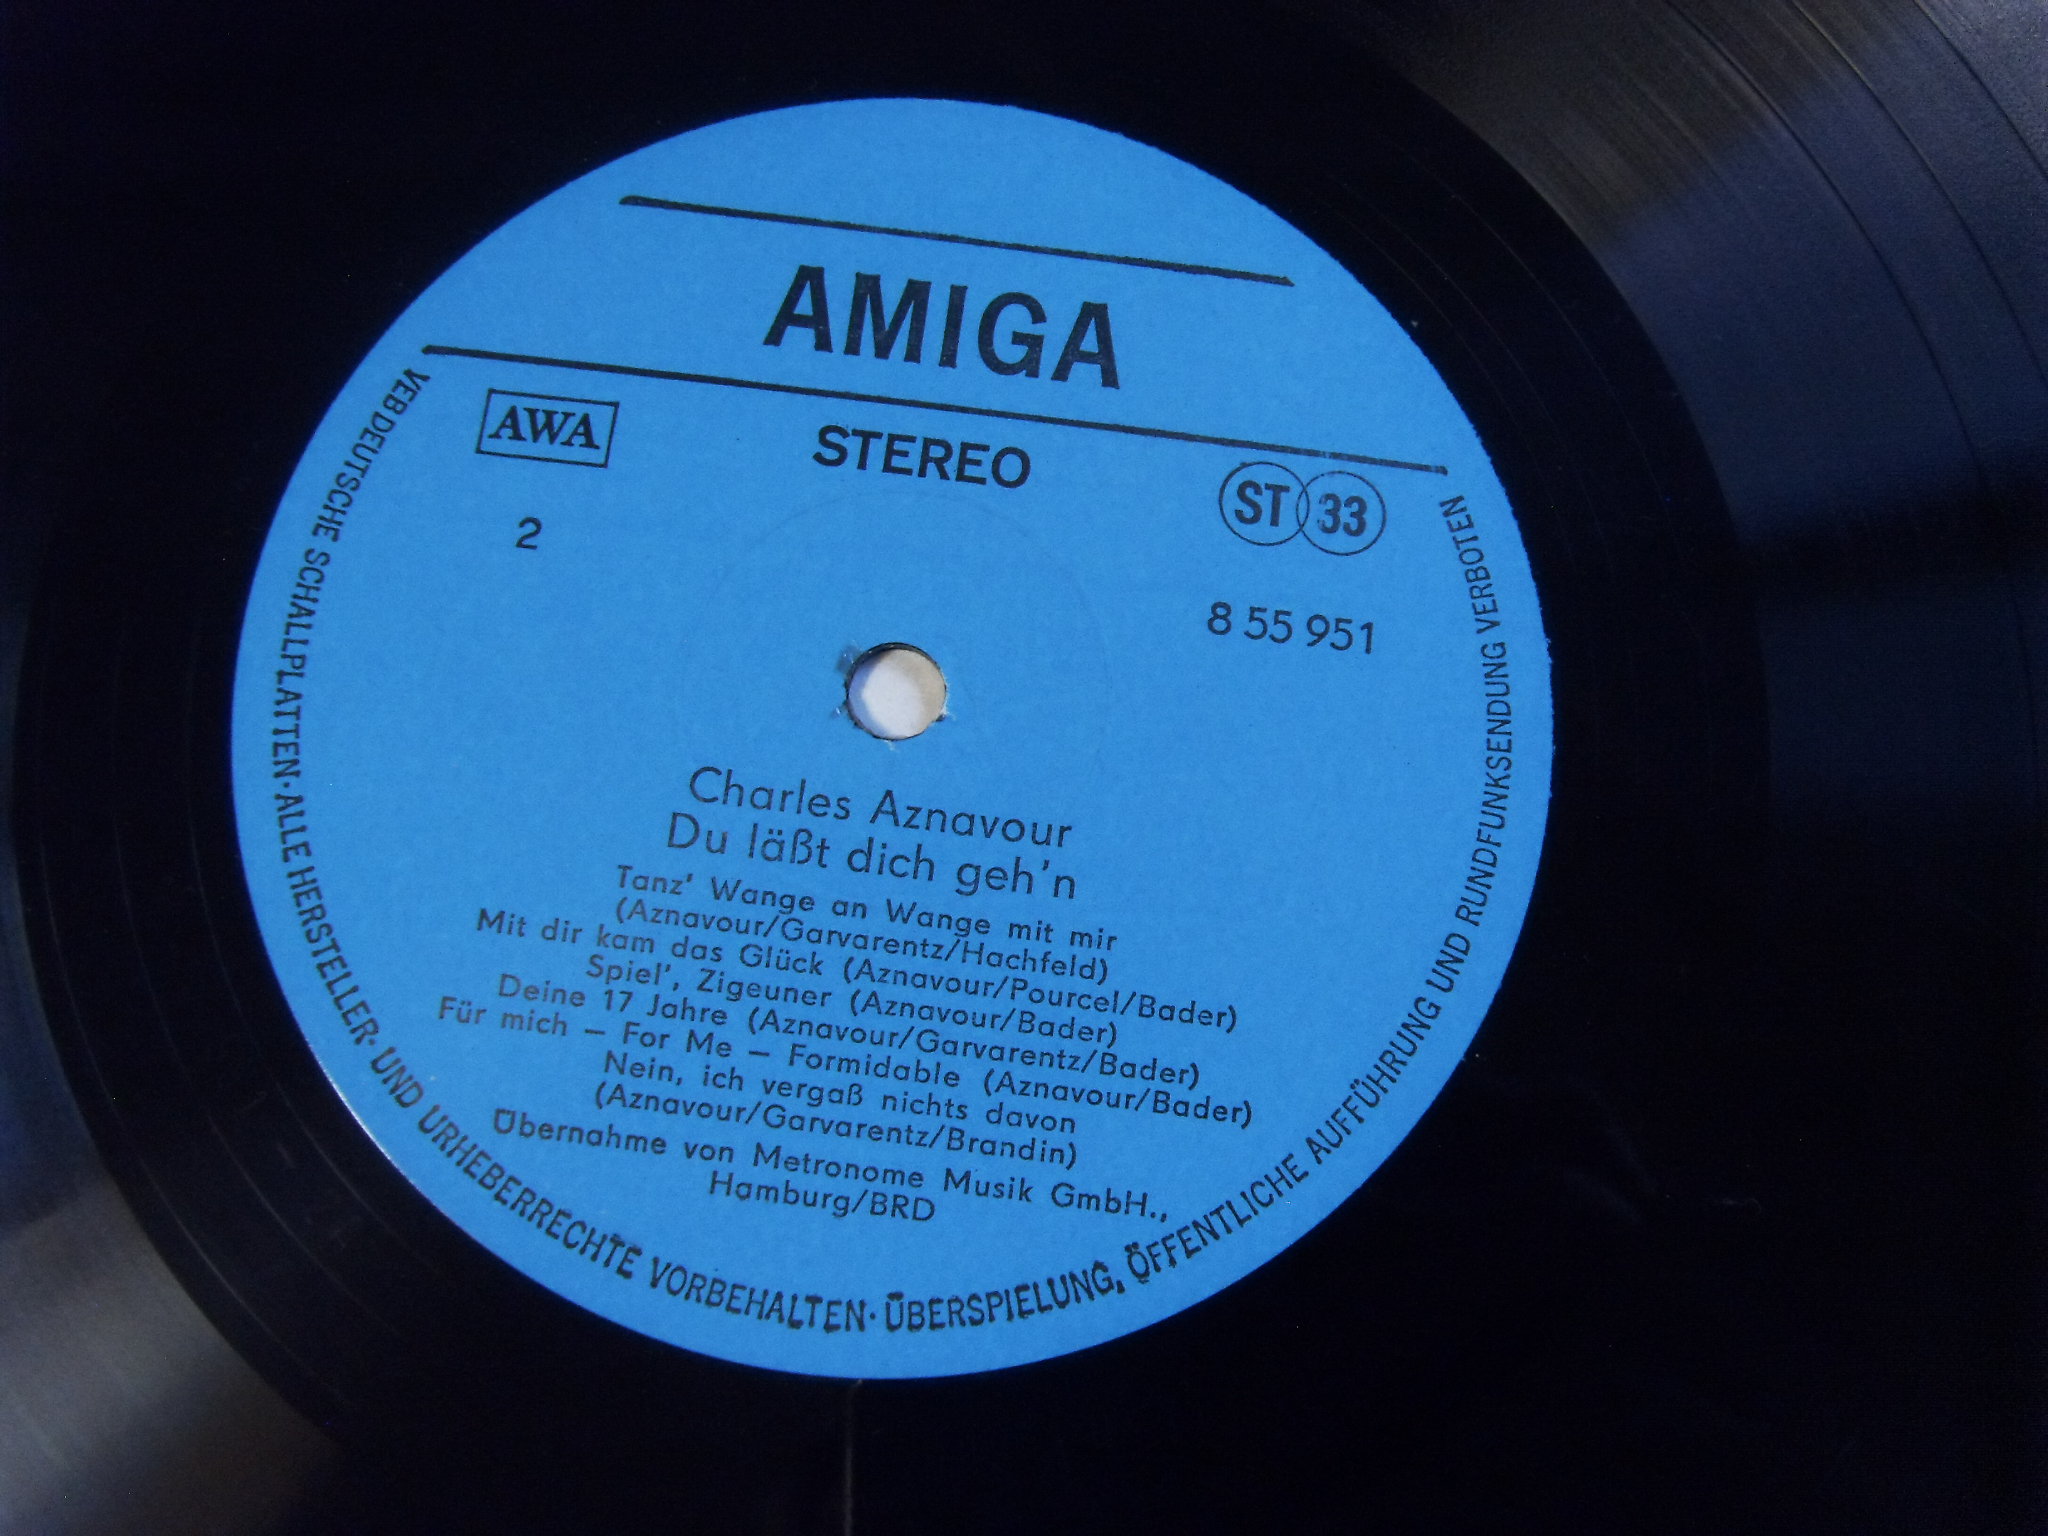 AMIGA
AWA
STEREO
ST 33
2
8 55 951
Charles Aznavour
Du läßt dich geh'n
Tanz' Wange an Wange mit mir
(Aznavour/Garvarentz/Hachfeld)
Mit dir kam das Glück (Aznavour/Pourcel/Bader)
Spiel', Zigeuner (Aznavour/Bader)
Deine 17 Jahre (Aznavour/Garvarentz/Bader)
Für mich – For Me – Formidable (Aznavour/Bader)
Nein, ich vergaß nichts davon
(Aznavour/Garvarentz/Brandin)
Übernahme von Metronome Musik GmbH.,
Hamburg/BRD
VEB DEUTSCHE SCHALLPLATTEN · ALLE HERSTELLER- UND URHEBERRECHTE VORBEHALTEN · ÜBERSPIELUNG, ÖFFENTLICHE AUFFÜHRUNG UND RUNDFUNKSENDUNG VERBOTEN